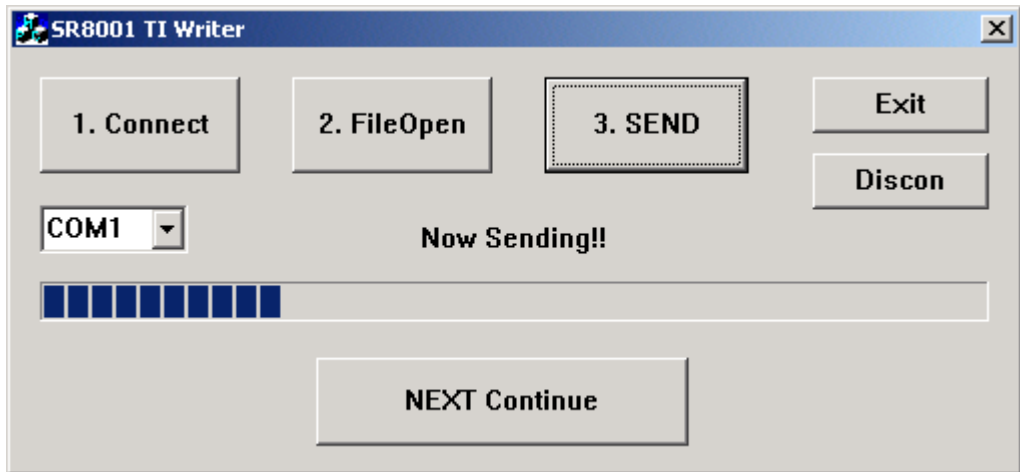 SR8001 TI Writer
1. Connect
2. FileOpen
3. SEND
Exit
Discon
COM1
Now Sending!!
NEXT Continue